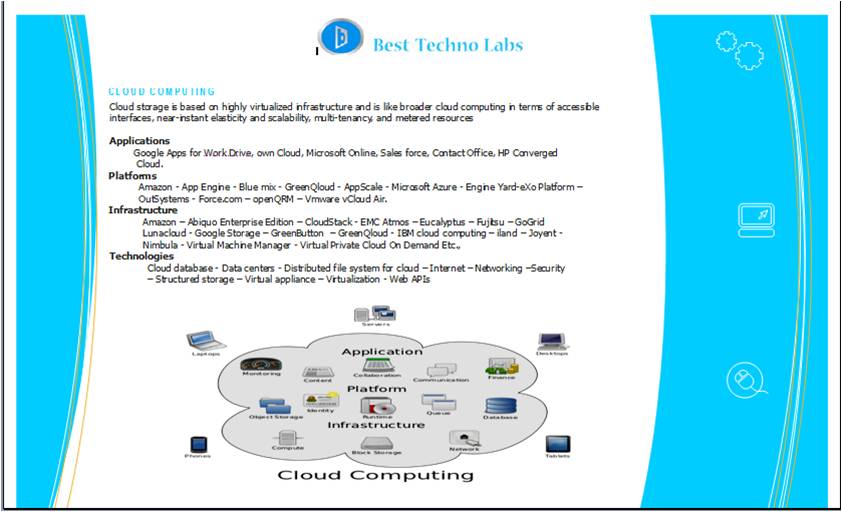 Best Techno Labs
CLOUD COMPUTING
Cloud storage is based on highly virtualized infrastructure and is like broader cloud computing in terms of accessible
interfaces, near-instant elasticity and scalability, multi-tenancy, and metered resources
Applications
Google Apps for Work.Drive, own Cloud, Microsoft Online, Sales force, Contact Office, HP Converged
Cloud.
Platforms
Amazon - App Engine - Blue mix - GreenQloud - AppScale - Microsoft Azure - Engine Yard-eXo Platform –
OutSystems - Force.com – openQRM – Vmware vCloud Air.
Infrastructure
Amazon – Abiquo Enterprise Edition – CloudStack - EMC Atmos – Eucalyptus – Fujitsu – GoGrid
Lunacloud - Google Storage – GreenButton – GreenQloud - IBM cloud computing – iland – Joyent -
Nimbula - Virtual Machine Manager - Virtual Private Cloud On Demand Etc.,
Technologies
Cloud database - Data centers - Distributed file system for cloud – Internet – Networking –Security
– Structured storage – Virtual appliance – Virtualization - Web APIs
Servers
Laptops
Desktops
Application
Monitoring
Content
Collaboration
Communication
Finance
Platform
Object Storage
Identity
Runtime
Queue
Database
Infrastructure
Compute
Block Storage
Network
Phones
Tablets
Cloud Computing